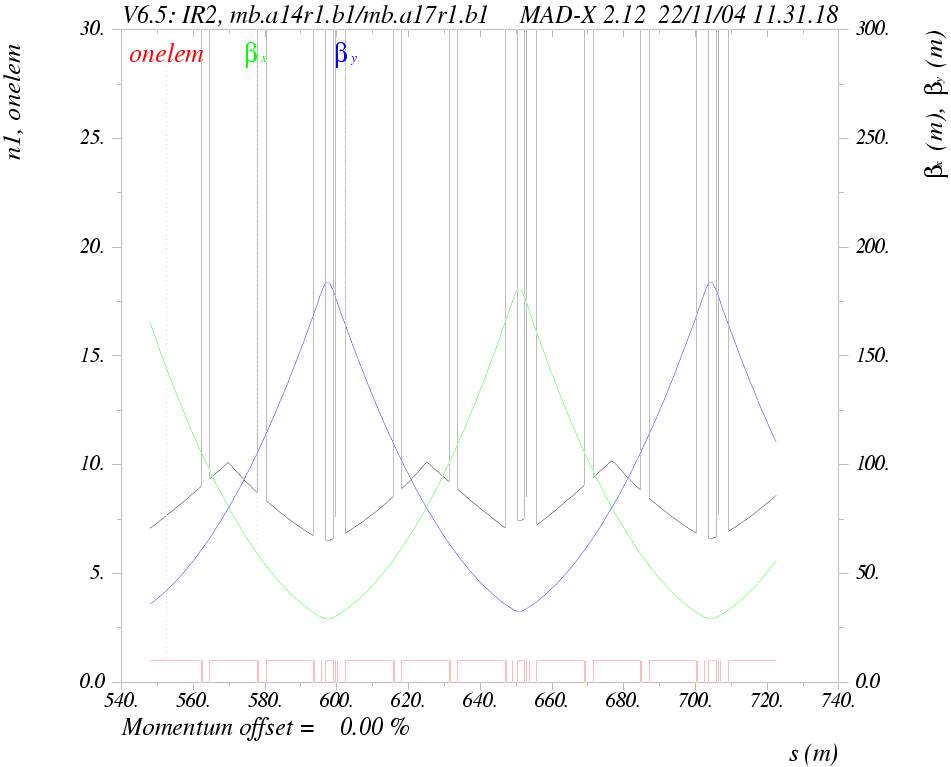 V6.5: IR2, mb.a14r1.b1/mb.a17r1.b1 MAD-X 2.12 22/11/04 11.31.18
onelem βx βy
n1, onelem
βx (m), βy (m)
30. 300.
25. 250.
20. 200.
15. 150.
10. 100.
5. 50.
0.0 0.0
540. 560. 580. 600. 620. 640. 660. 680. 700. 720. 740.
Momentum offset = 0.00 %
s (m)